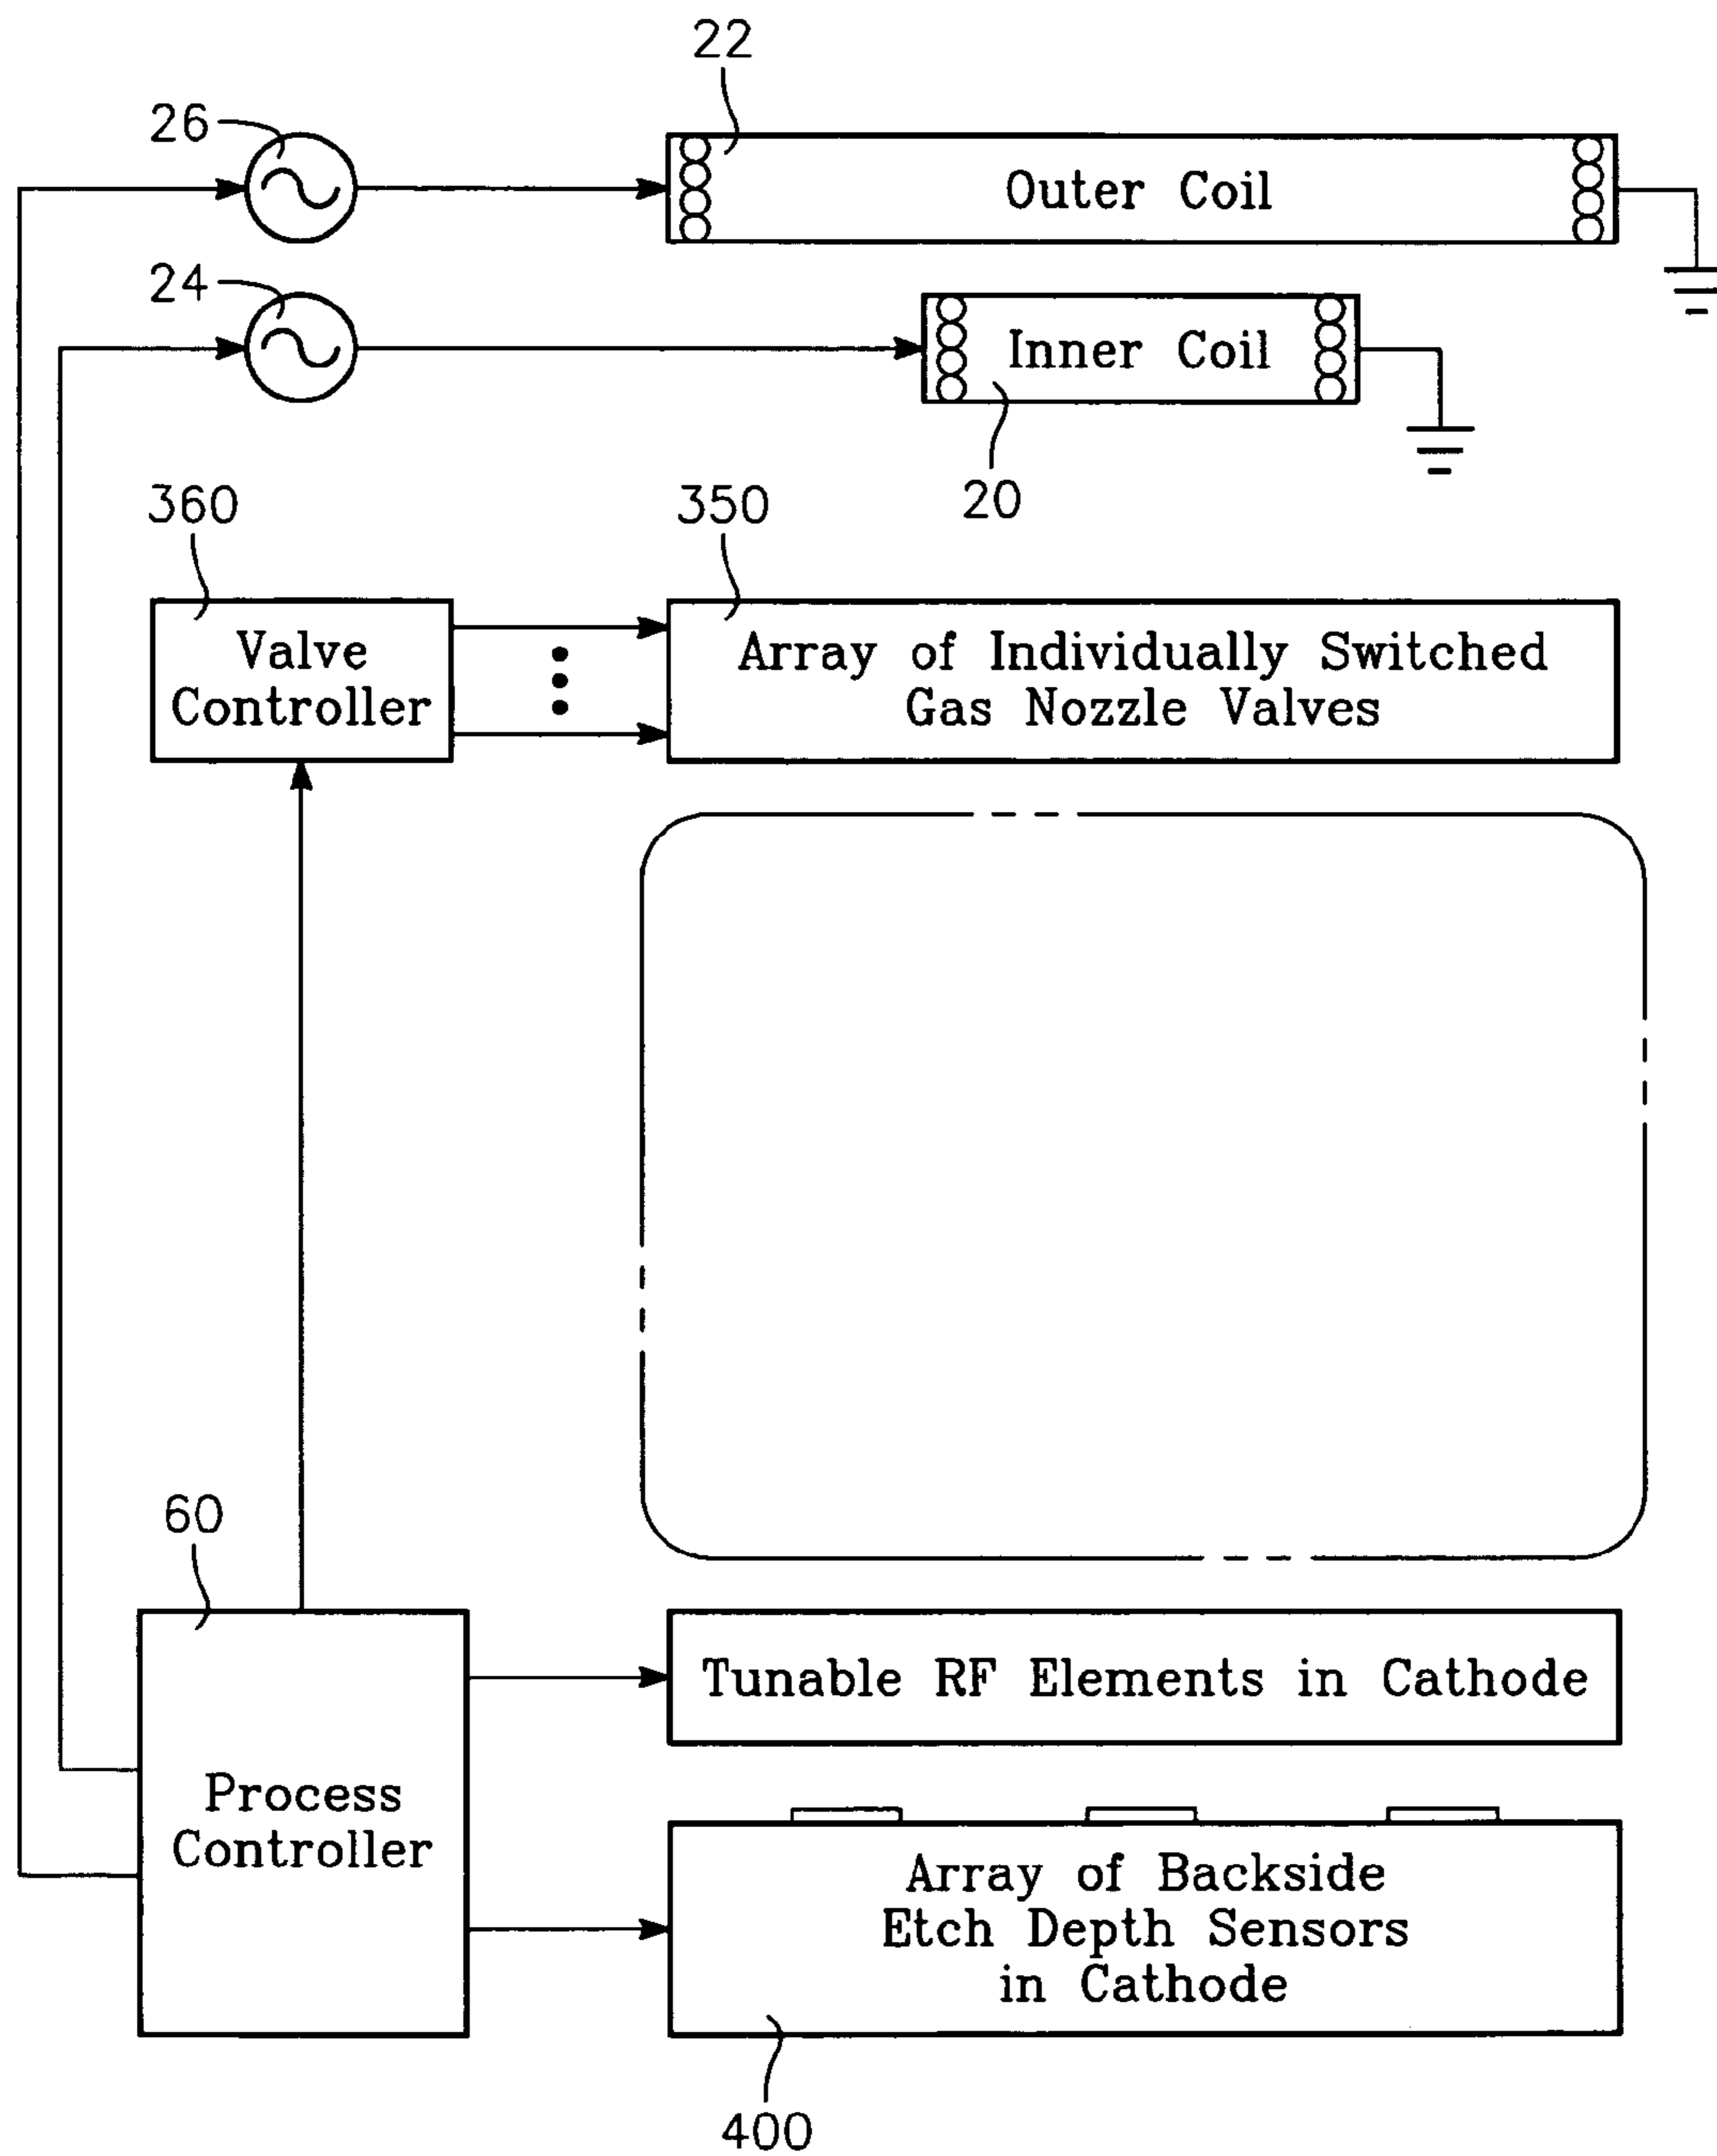 22
26
Outer Coil
24
Inner Coil
20
360
350
Valve
Controller
Array of Individually Switched
Gas Nozzle Valves
60
Process
Controller
Tunable RF Elements in Cathode
Array of Backside
Etch Depth Sensors
in Cathode
400